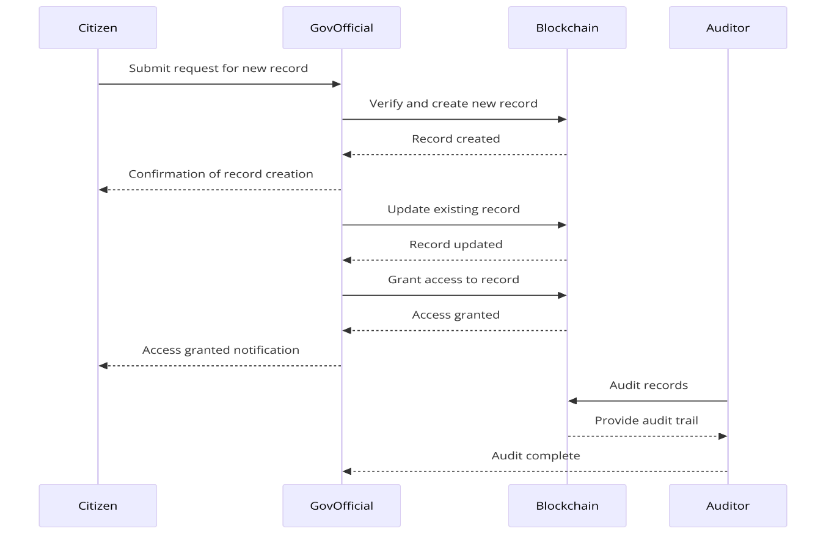 Citizen GovOfficial Blockchain Auditor
Submit request for new record
Verify and create new record
Record created
Confirmation of record creation
Update existing record
Record updated
Grant access to record
Access granted
Access granted notification
Audit records
Provide audit trail
Audit complete
Citizen GovOfficial Blockchain Auditor